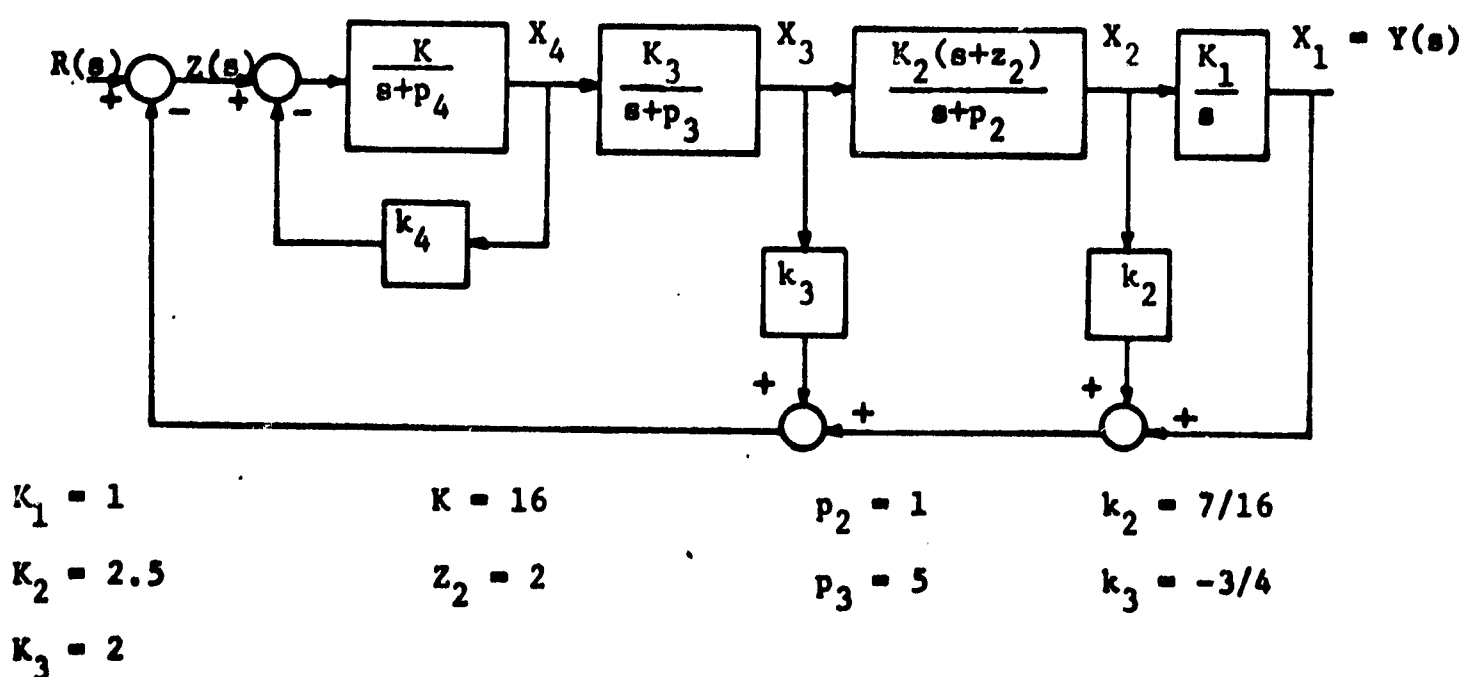 R(s) Z(s) K X₄ K₃ X₃ K₂(s+z₂) X₂ K₁ X₁ = Y(s)
+ - + - s+p₄ s+p₃ s+p₂ s
k₄ k₃ k₂
+ + + +
K₁ = 1 K = 16 p₂ = 1 k₂ = 7/16
K₂ = 2.5 Z₂ = 2 p₃ = 5 k₃ = -3/4
K₃ = 2